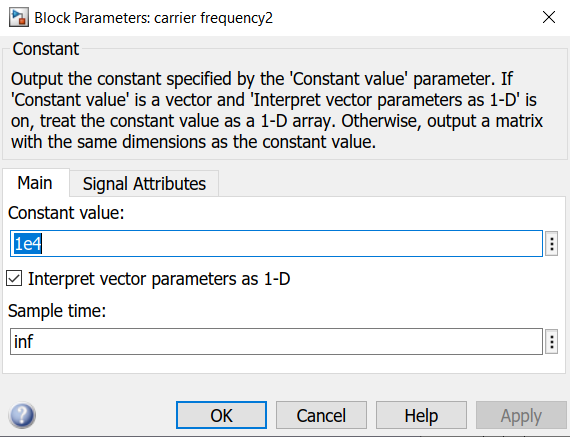 Block Parameters: carrier frequency2
Constant
Output the constant specified by the 'Constant value' parameter. If
'Constant value' is a vector and 'Interpret vector parameters as 1-D' is
on, treat the constant value as a 1-D array. Otherwise, output a matrix
with the same dimensions as the constant value.
Main Signal Attributes
Constant value:
1e4
Interpret vector parameters as 1-D
Sample time:
inf
OK Cancel Help Apply